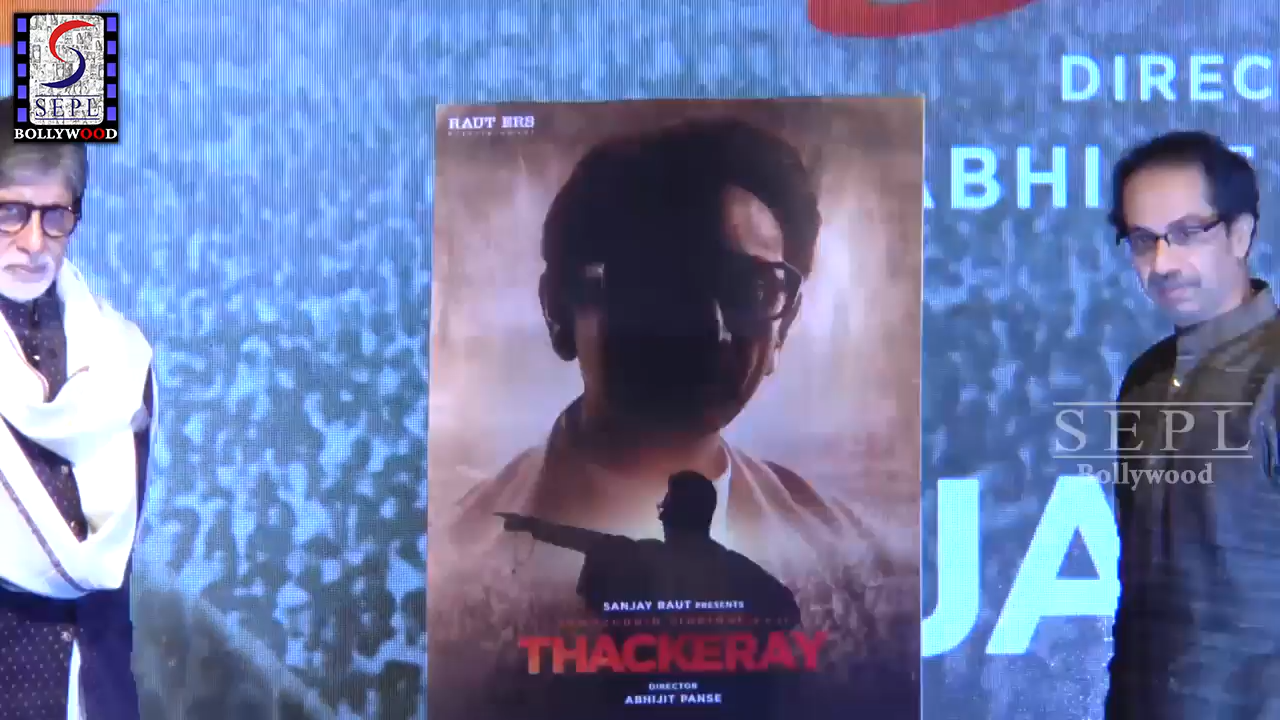 SEPL
BOLLYWOOD
DIREC
ABHI
RAUT ERS
SEPL
Bollywood
JA
SANJAY RAUT PRESENTS
THACKERAY
DIRECTOR
ABHIJIT PANSE